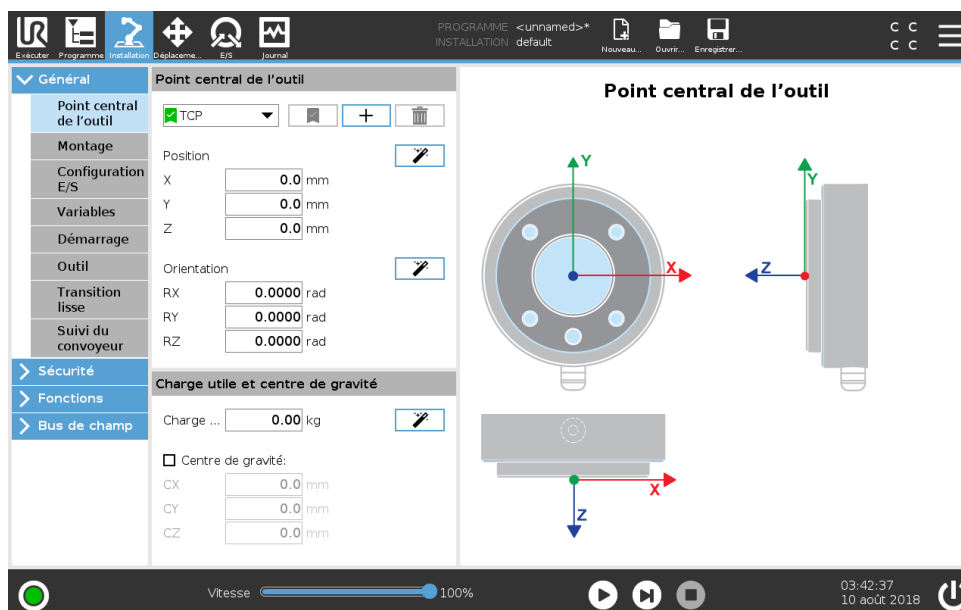 UR
PROGRAMME <unnamed>*
INSTALLATION default
Exécuter Programme Installation Déplaceme... E/S Journal
Nouveau... Ouvrir... Enregistrer...
C C
C C
Général
Point central de l'outil
Montage
Configuration E/S
Variables
Démarrage
Outil
Transition lisse
Suivi du convoyeur
Sécurité
Fonctions
Bus de champ
Point central de l'outil
TCP
Position
X 0.0 mm
Y 0.0 mm
Z 0.0 mm
Orientation
RX 0.0000 rad
RY 0.0000 rad
RZ 0.0000 rad
Charge utile et centre de gravité
Charge ... 0.00 kg
Centre de gravité:
CX 0.0 mm
CY 0.0 mm
CZ 0.0 mm
Point central de l'outil
Y
X
Y
Z
X
Z
Vitesse 100%
03:42:37
10 août 2018